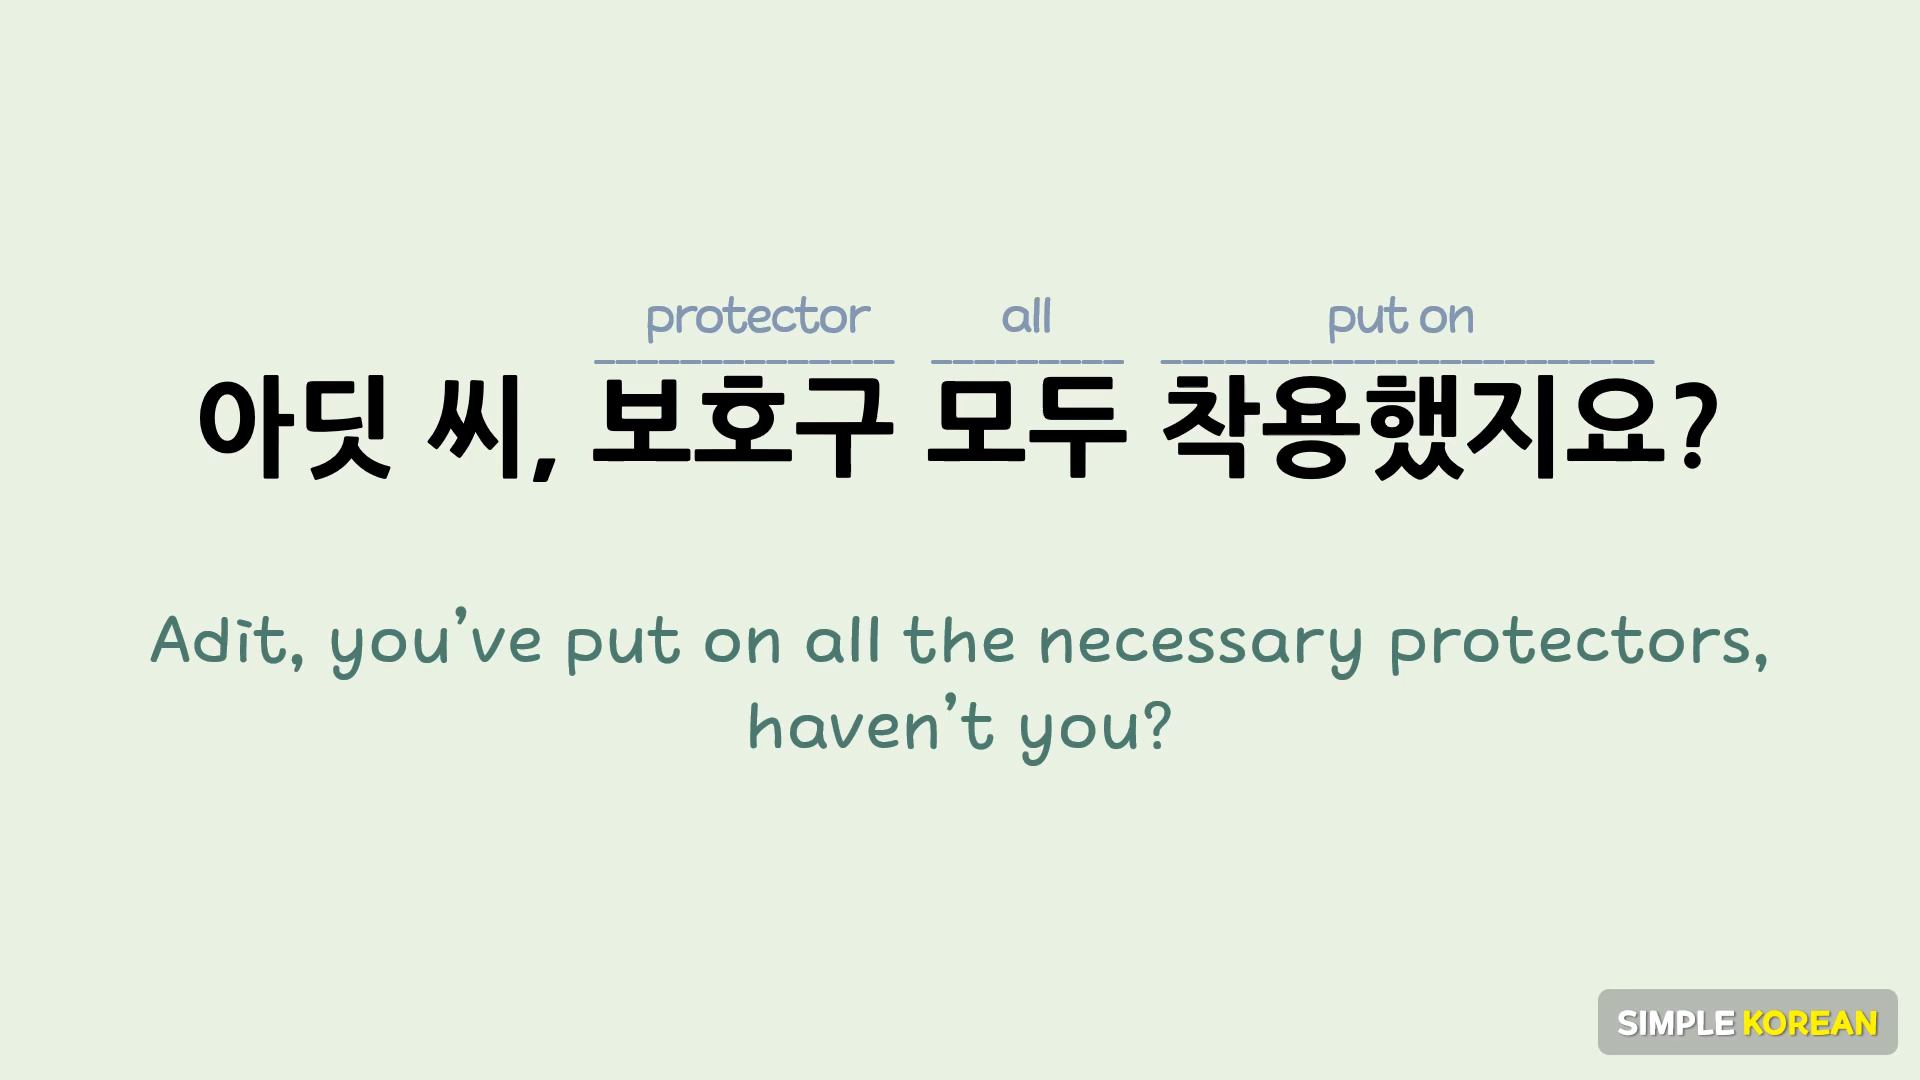 protector all put on
아딧 씨, 보호구 모두 착용했지요?
Adit, you’ve put on all the necessary protectors,
haven’t you?
SIMPLE KOREAN